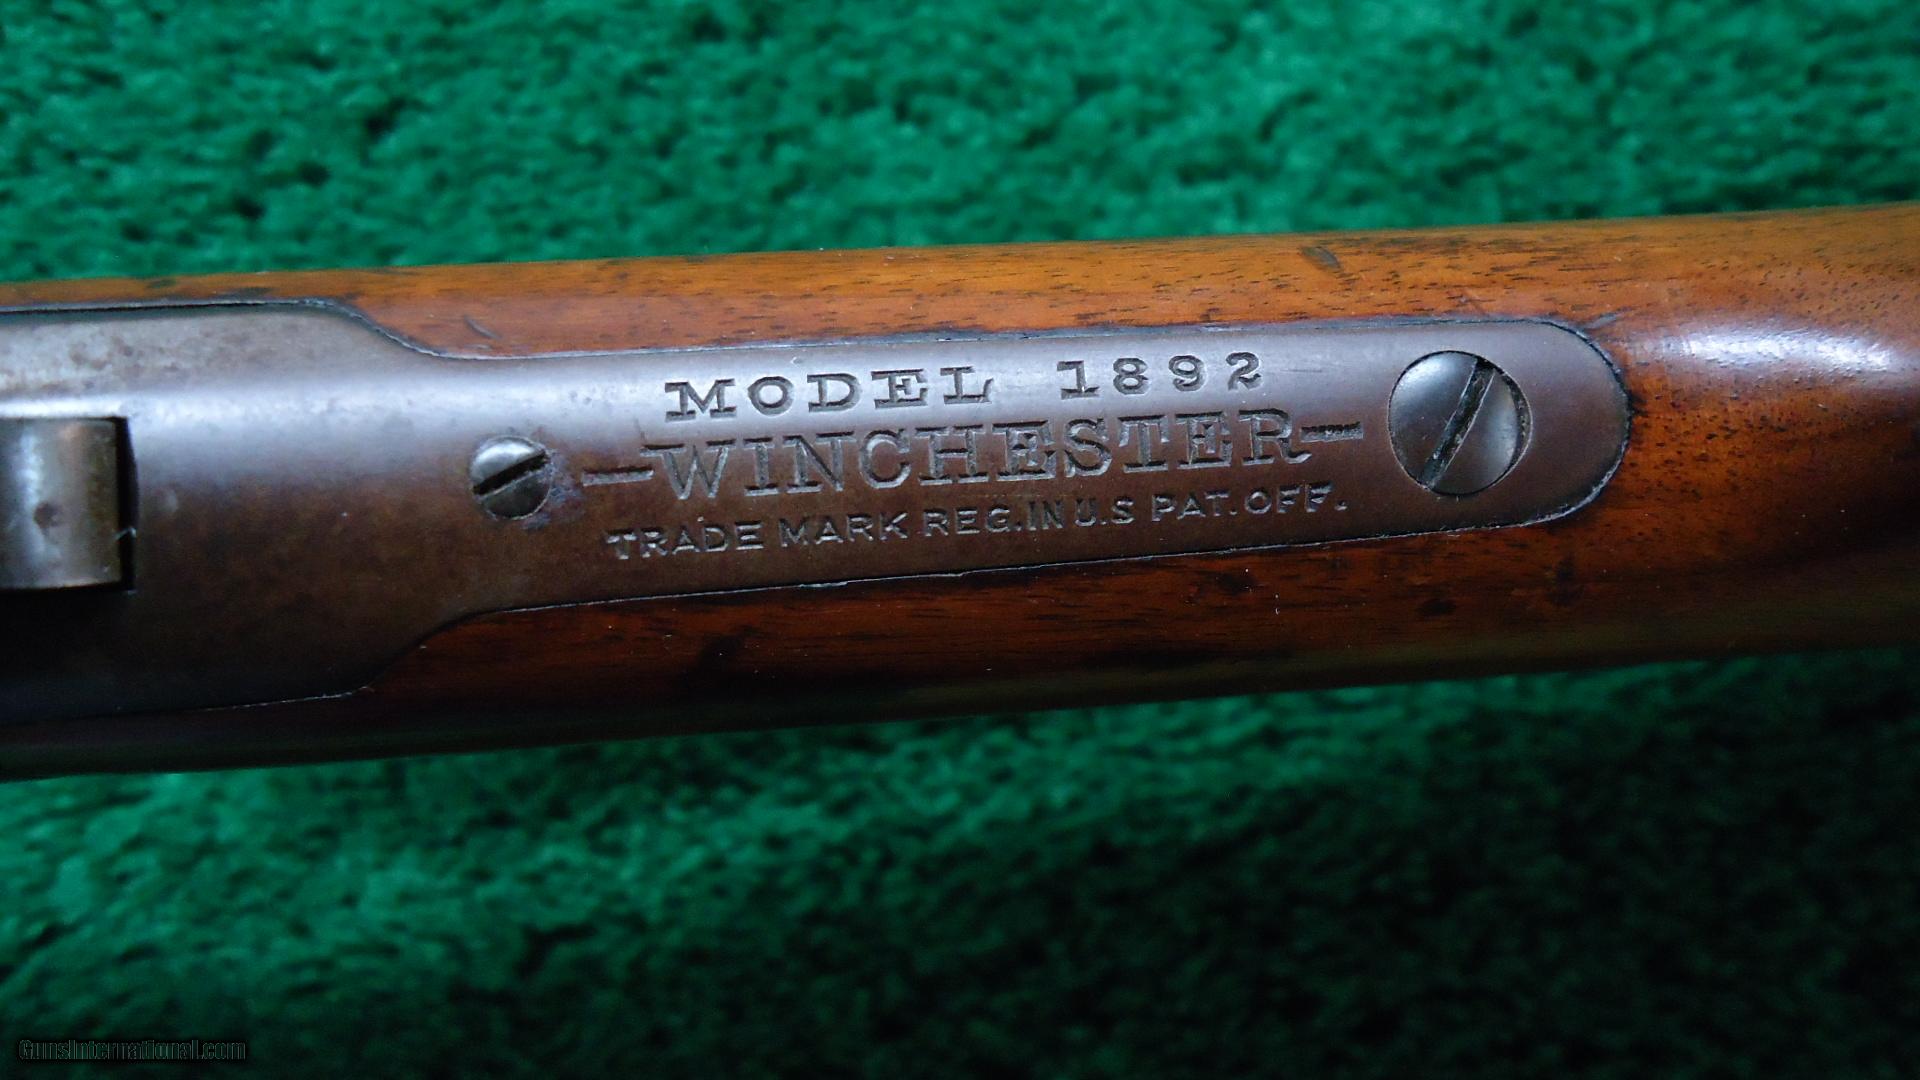 MODEL 1892
-WINCHESTER-
TRADE MARK REG. IN U.S PAT. OFF.
GunsInternational.com